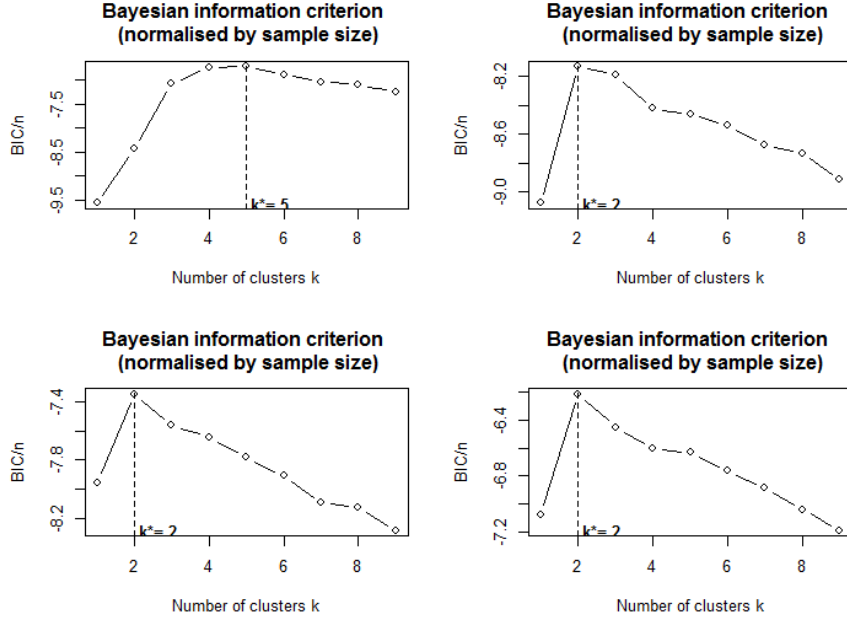 Bayesian information criterion
(normalised by sample size)
BIC/n
-7.5
-8.5
-9.5
k*= 5
2
4
6
8
Number of clusters k
Bayesian information criterion
(normalised by sample size)
BIC/n
-8.2
-8.6
-9.0
k*= 2
2
4
6
8
Number of clusters k
Bayesian information criterion
(normalised by sample size)
BIC/n
-7.4
-7.8
-8.2
k*= 2
2
4
6
8
Number of clusters k
Bayesian information criterion
(normalised by sample size)
BIC/n
-6.4
-6.8
-7.2
k*= 2
2
4
6
8
Number of clusters k